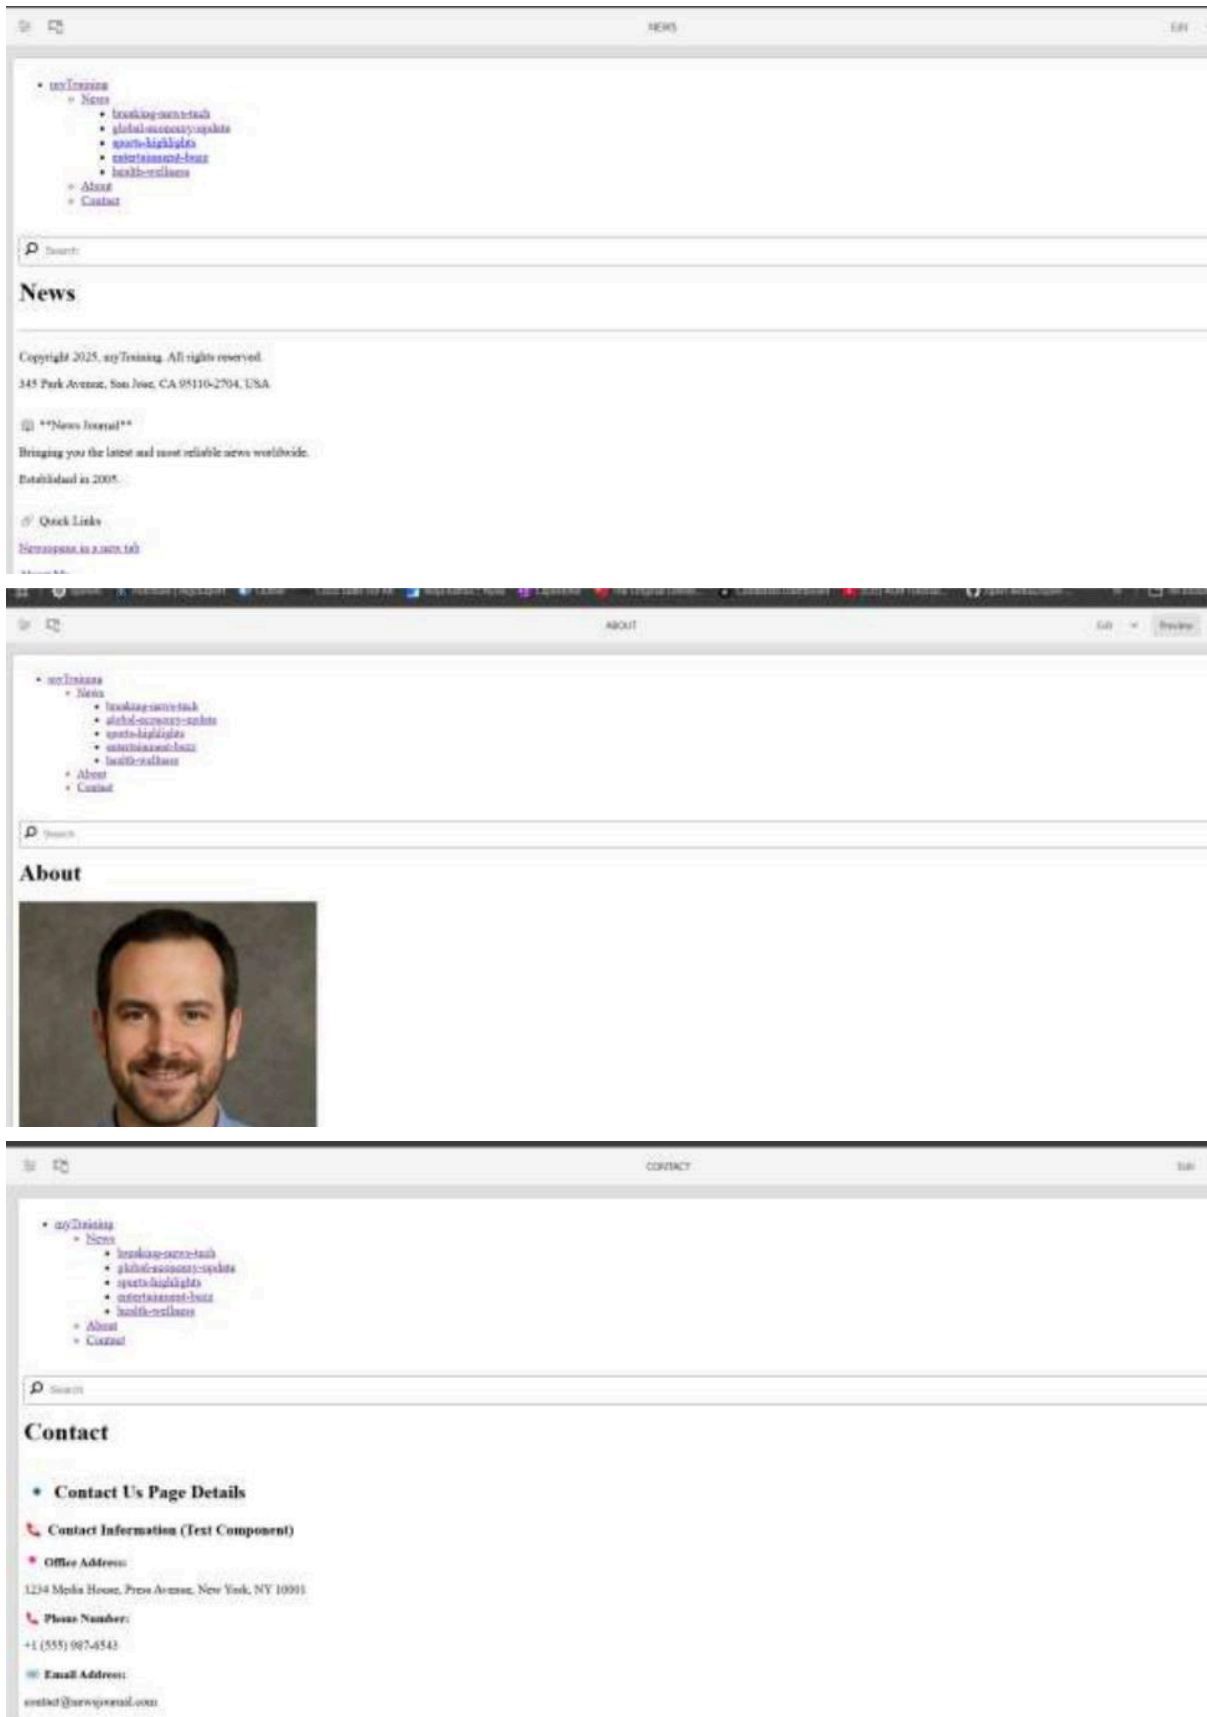 NEWS
Edit
myTraining
News
breaking-news-tech
global-economy-update
sports-highlights
entertainment-buzz
health-wellness
About
Contact
Search
News
Copyright 2025, myTraining. All rights reserved.
345 Park Avenue, San Jose, CA 95110-2704, USA
**News Journal**
Bringing you the latest and most reliable news worldwide.
Established in 2005.
Quick Links
Newsopens in a new tab
ABOUT
Edit
Preview
myTraining
News
breaking-news-tech
global-economy-update
sports-highlights
entertainment-buzz
health-wellness
About
Contact
Search
About
CONTACT
Edit
myTraining
News
breaking-news-tech
global-economy-update
sports-highlights
entertainment-buzz
health-wellness
About
Contact
Search
Contact
Contact Us Page Details
Contact Information (Text Component)
Office Address:
1234 Media House, Press Avenue, New York, NY 10001
Phone Number:
+1 (555) 987-6543
Email Address:
contact@newsjournal.com